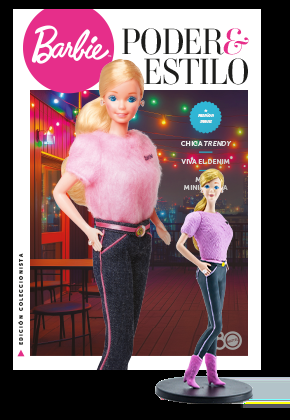 Barbie
PODER&
ESTILO
CHICA TRENDY
VIVA EL DENIM
EDICIÓN COLECCIONISTA